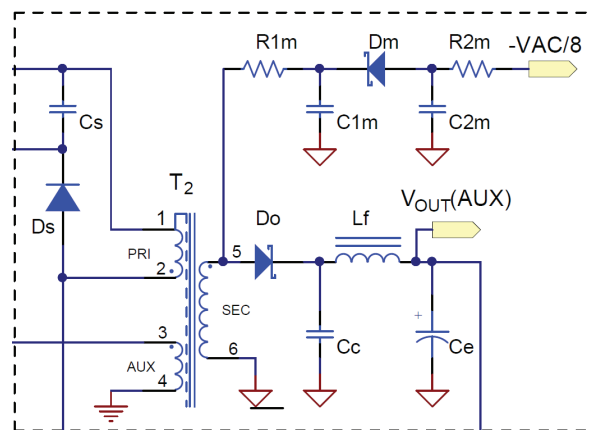 R1m
Dm
R2m
-VAC/8
Cs
C1m
C2m
T2
Ds
1
PRI
2
5
Do
Lf
VOUT(AUX)
SEC
3
AUX
4
6
Cc
+
Ce